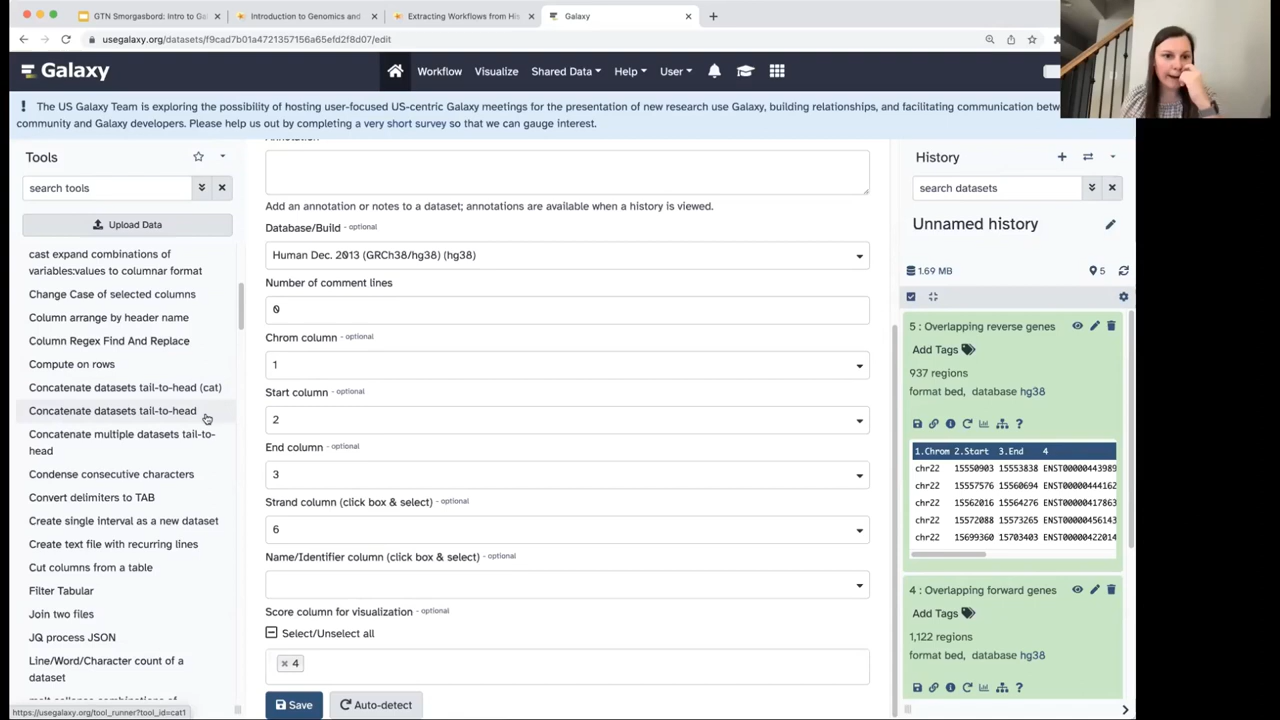 GTN Smorgasbord: Intro to Gal
Introduction to Genomics and
Extracting Workflows from His
Galaxy
usegalaxy.org/datasets/f9cad7b01a4721357156a65efd2f8d07/edit
Galaxy
Workflow
Visualize
Shared Data
Help
User
The US Galaxy Team is exploring the possibility of hosting user-focused US-centric Galaxy meetings for the presentation of new research use Galaxy, building relationships, and facilitating communication betw
community and Galaxy developers. Please help us out by completing a very short survey so that we can gauge interest.
Tools
search tools
Upload Data
cast expand combinations of
variables:values to columnar format
Change Case of selected columns
Column arrange by header name
Column Regex Find And Replace
Compute on rows
Concatenate datasets tail-to-head (cat)
Concatenate datasets tail-to-head
Concatenate multiple datasets tail-to-
head
Condense consecutive characters
Convert delimiters to TAB
Create single interval as a new dataset
Create text file with recurring lines
Cut columns from a table
Filter Tabular
Join two files
JQ process JSON
Line/Word/Character count of a
dataset
melt collapse combinations of
https://usegalaxy.org/tool_runner?tool_id=cat1
Annotation
Add an annotation or notes to a dataset; annotations are available when a history is viewed.
Database/Build - optional
Human Dec. 2013 (GRCh38/hg38) (hg38)
Number of comment lines
0
Chrom column - optional
1
Start column - optional
2
End column - optional
3
Strand column (click box & select) - optional
6
Name/Identifier column (click box & select) - optional
Score column for visualization - optional
Select/Unselect all
× 4
Save
Auto-detect
History
search datasets
Unnamed history
1.69 MB
5
5 : Overlapping reverse genes
Add Tags
937 regions
format bed, database hg38
1.Chrom 2.Start 3.End 4
chr22 15550903 15553838 ENST00000443989
chr22 15557576 15560694 ENST00000444162
chr22 15562016 15564276 ENST00000417863
chr22 15572088 15573265 ENST00000456143
chr22 15699360 15703403 ENST00000422014
4 : Overlapping forward genes
Add Tags
1,122 regions
format bed, database hg38